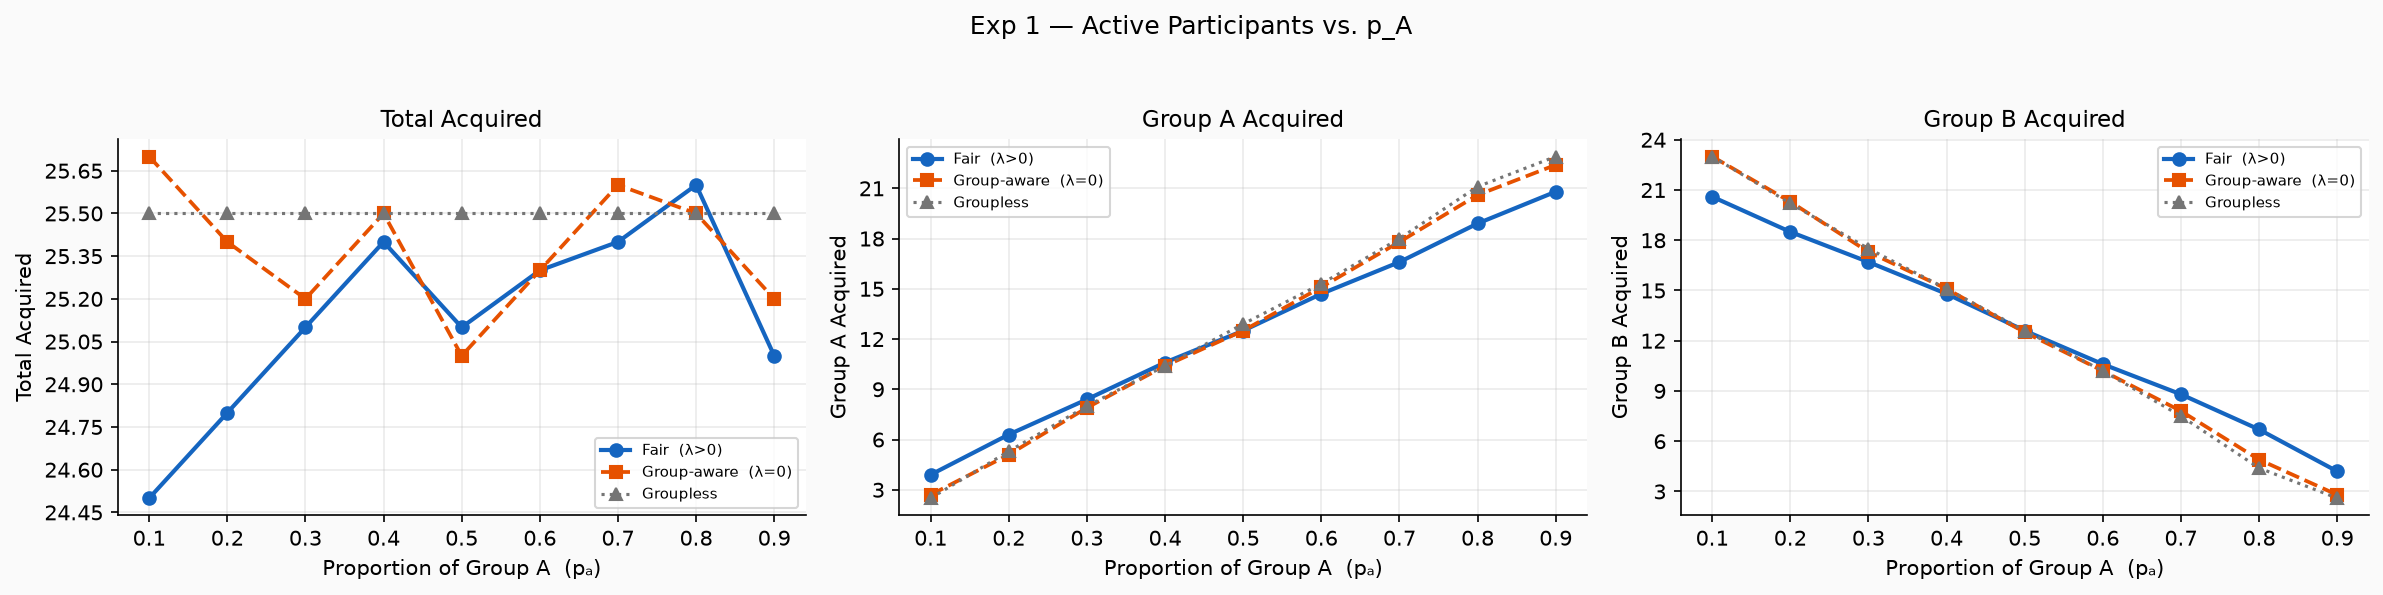 Exp 1 — Active Participants vs. p_A
Total Acquired
Total Acquired
25.65
25.50
25.35
25.20
25.05
24.90
24.75
24.60
24.45
0.1 0.2 0.3 0.4 0.5 0.6 0.7 0.8 0.9
Proportion of Group A (pₐ)
Fair (λ>0)
Group-aware (λ=0)
Groupless
Group A Acquired
Group A Acquired
21
18
15
12
9
6
3
0.1 0.2 0.3 0.4 0.5 0.6 0.7 0.8 0.9
Proportion of Group A (pₐ)
Fair (λ>0)
Group-aware (λ=0)
Groupless
Group B Acquired
Group B Acquired
24
21
18
15
12
9
6
3
0.1 0.2 0.3 0.4 0.5 0.6 0.7 0.8 0.9
Proportion of Group A (pₐ)
Fair (λ>0)
Group-aware (λ=0)
Groupless